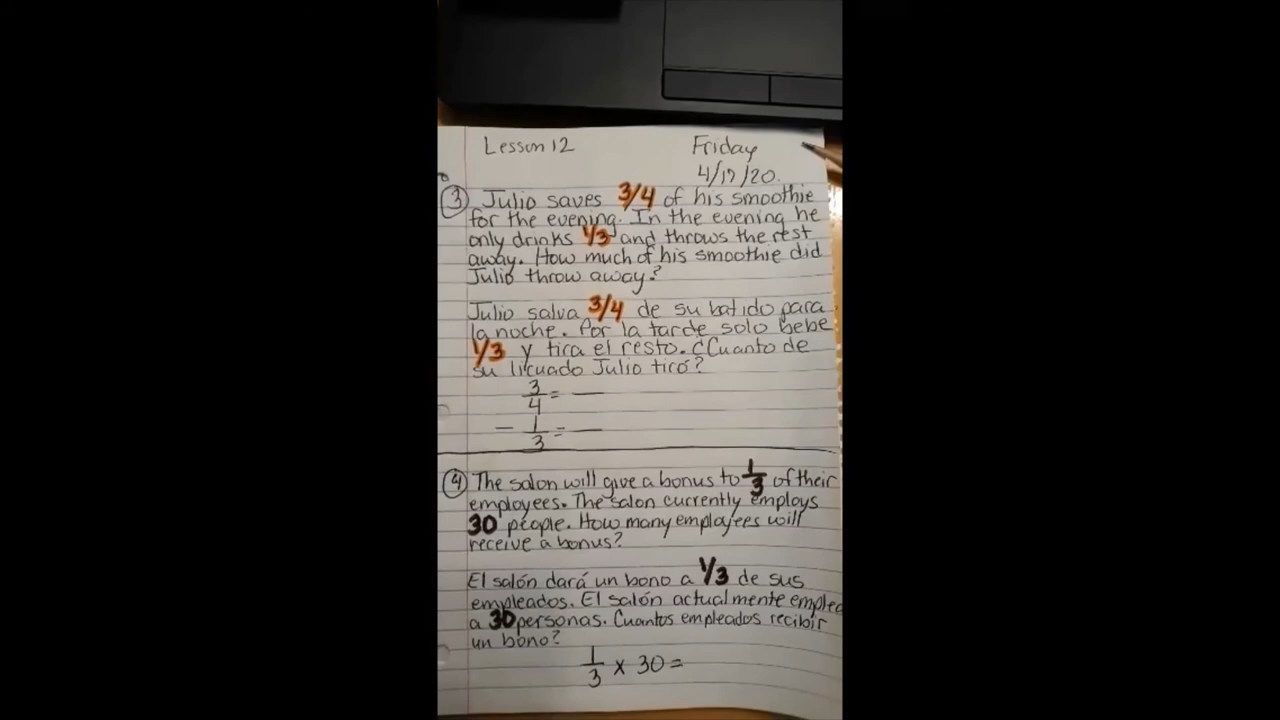 Lesson 12
Friday
4/17/20.
3 Julio saves 3/4 of his smoothie
for the evening. In the evening he
only drinks 1/3 and throws the rest
away. How much of his smoothie did
Julio throw away?
Julio salva 3/4 de su batido para
la noche. Por la tarde solo bebe
1/3 y tira el resto. ¿Cuanto de
su licuado Julio tiró?
3/4 = —
- 1/3 = —
4 The salon will give a bonus to 1/3 of their
employees. The salon currently employs
30 people. How many employees will
receive a bonus?
El salón dará un bono a 1/3 de sus
empleados. El salón actualmente emplea
a 30 personas. Cuantos empleados recibir
un bono?
1/3 x 30 =